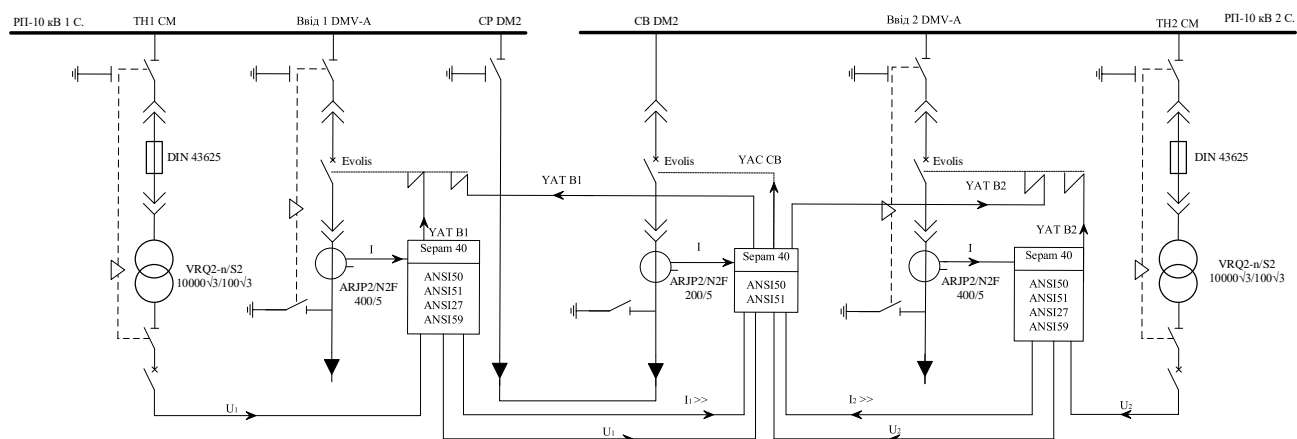 РП-10 кВ 1 С.
ТН1 СМ
Ввід 1 DMV-A
СР DM2
СВ DM2
Ввід 2 DMV-A
ТН2 СМ
РП-10 кВ 2 С.
DIN 43625
Evolis
Evolis
YAC СВ
Evolis
DIN 43625
YAT B1
YAT B2
YAT B1
YAT B2
I
I
I
Sepam 40
ANSI50
ANSI51
ANSI27
ANSI59
Sepam 40
ANSI50
ANSI51
Sepam 40
ANSI50
ANSI51
ANSI27
ANSI59
VRQ2-n/S2
10000√3/100√3
ARJP2/N2F
400/5
ARJP2/N2F
200/5
ARJP2/N2F
400/5
VRQ2-n/S2
10000√3/100√3
U1
I1 >>
I2 >>
U2
U1
U2